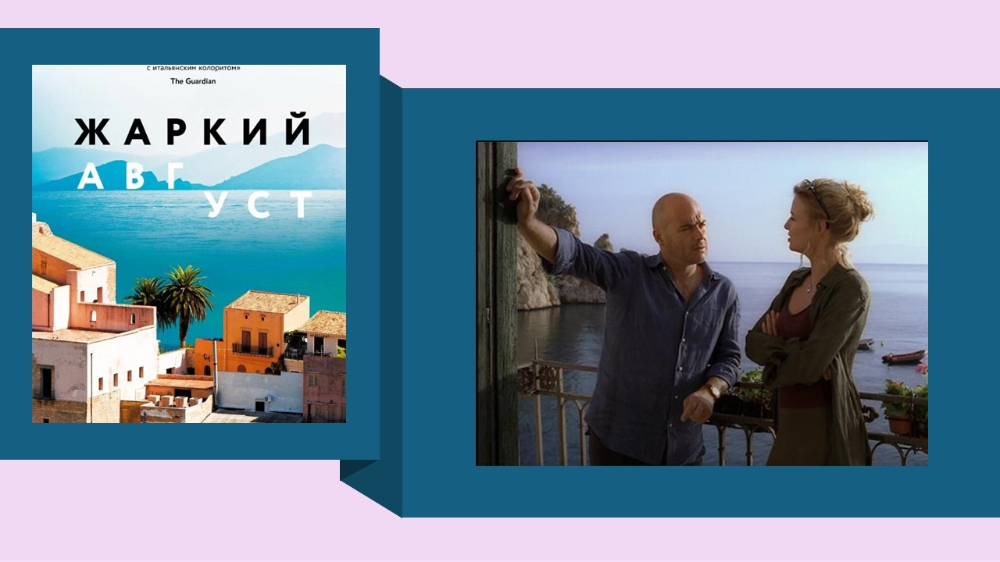 с итальянским колоритом»
The Guardian
ЖАРКИЙ
АВГ
УСТ